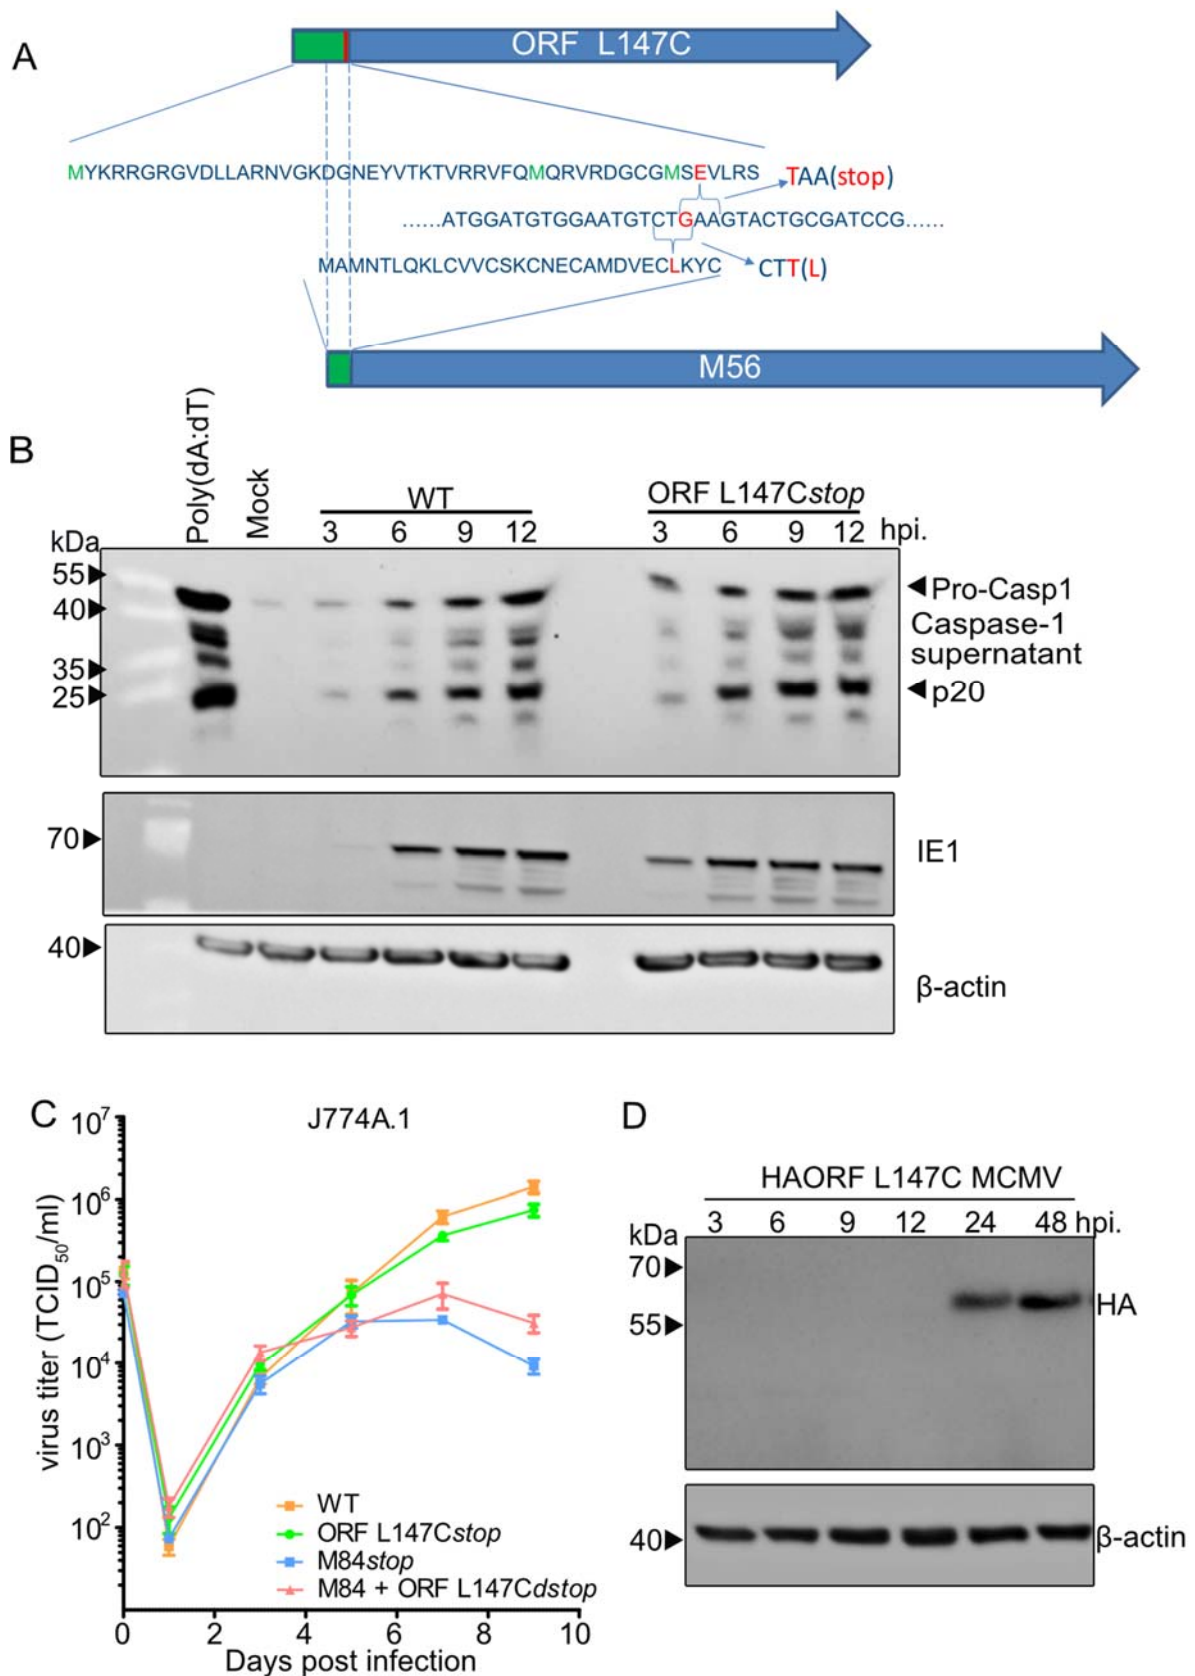 A
ORF L147C
MYKRRGRGVDLLARNVGKDGNEYVTKTVRRVFQMQRVRDGCGMSEVLRS
TAA(stop)
......ATGGATGTGGAATGTCTGAAGTACTGCGATCCG......
MAMNTLQKLCVVCSKCNECAMDVECLKYC
CTT(L)
M56
B
Poly(dA:dT)
Mock
WT
ORF L147Cstop
3 6 9 12
3 6 9 12 hpi.
kDa
55
40
35
25
Pro-Casp1
Caspase-1
supernatant
p20
70
IE1
40
β-actin
C
J774A.1
virus titer (TCID50/ml)
10^7
10^6
10^5
10^4
10^3
10^2
WT
ORF L147Cstop
M84stop
M84 + ORF L147Cdstop
0 2 4 6 8 10
Days post infection
D
HAORF L147C MCMV
3 6 9 12 24 48 hpi.
kDa
70
55
HA
40
β-actin